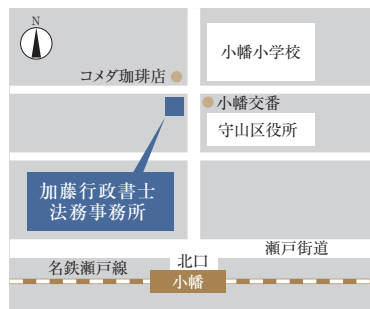 N
小幡小学校
コメダ珈琲店
小幡交番
守山区役所
加藤行政書士
法務事務所
瀬戸街道
北口
名鉄瀬戸線
小幡